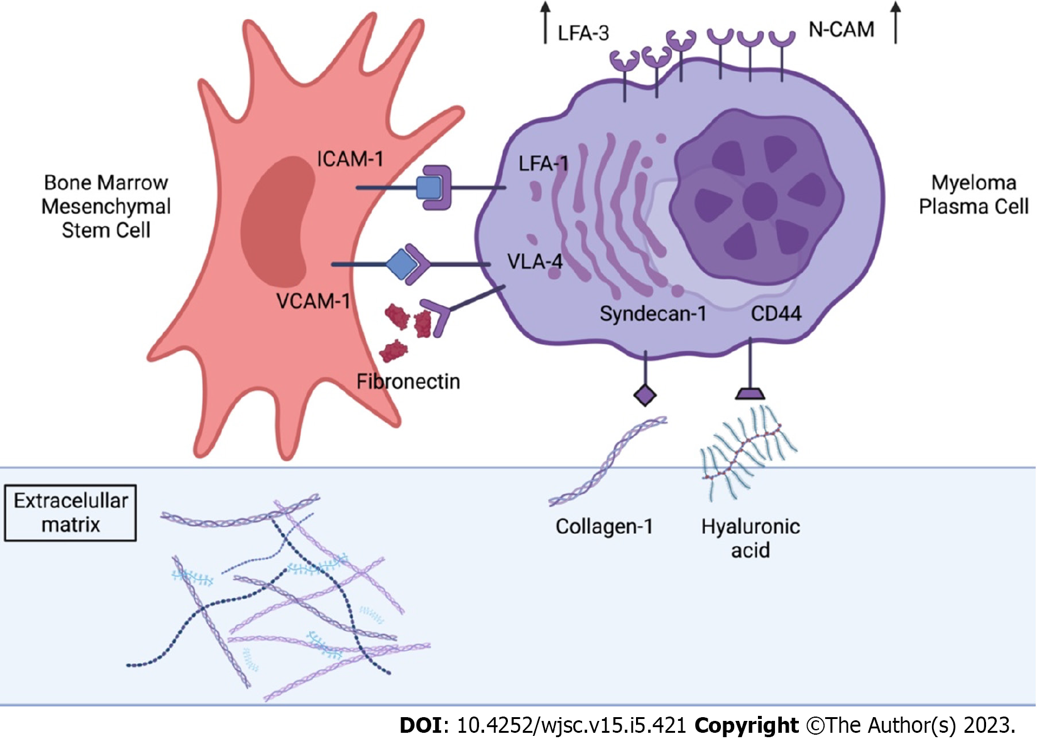 LFA-3
N-CAM
ICAM-1
LFA-1
Bone Marrow
Mesenchymal
Stem Cell
Myeloma
Plasma Cell
VLA-4
VCAM-1
Syndecan-1
CD44
Fibronectin
Extracelullar
matrix
Collagen-1
Hyaluronic
acid
DOI: 10.4252/wjsc.v15.i5.421 Copyright ©The Author(s) 2023.